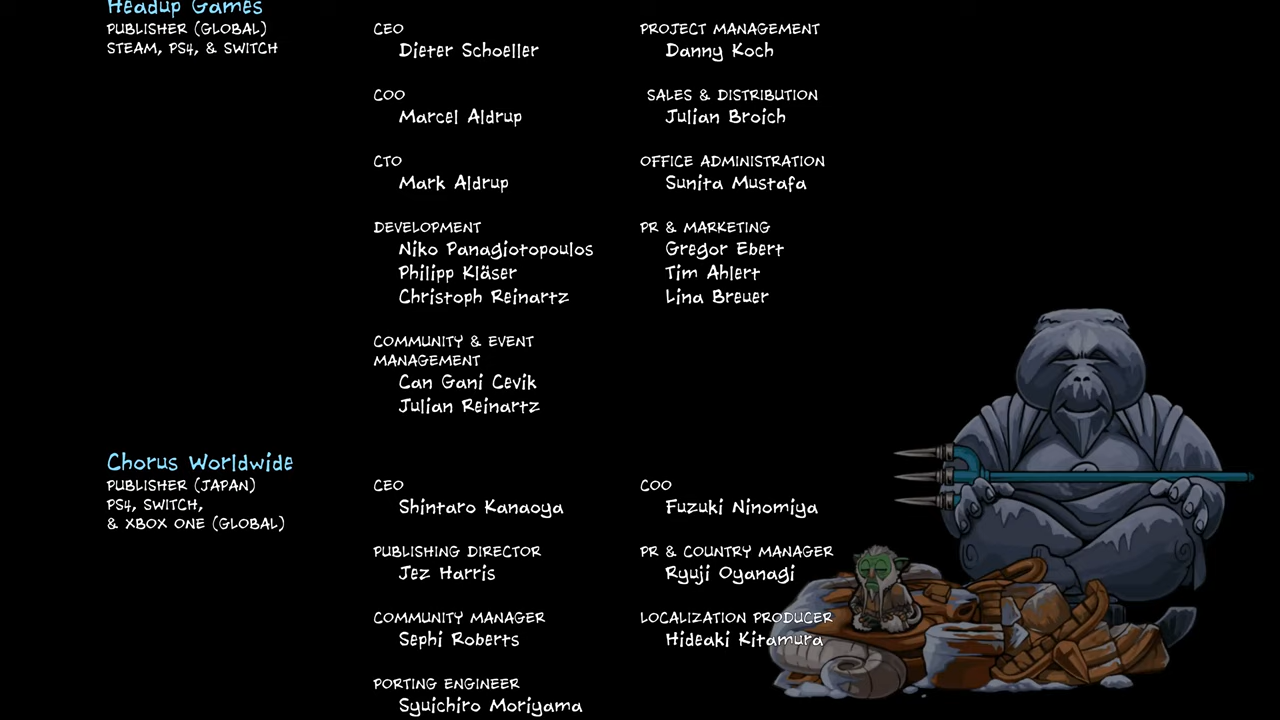 Headup Games
PUBLISHER (GLOBAL)
STEAM, PS4, & SWITCH
CEO
Dieter Schoeller
PROJECT MANAGEMENT
Danny Koch
COO
Marcel Aldrup
SALES & DISTRIBUTION
Julian Broich
CTO
Mark Aldrup
OFFICE ADMINISTRATION
Sunita Mustafa
DEVELOPMENT
Niko Panagiotopoulos
Philipp Kläser
Christoph Reinartz
PR & MARKETING
Gregor Ebert
Tim Ahlert
Lina Breuer
COMMUNITY & EVENT
MANAGEMENT
Can Gani Cevik
Julian Reinartz
Chorus Worldwide
PUBLISHER (JAPAN)
PS4, SWITCH,
& XBOX ONE (GLOBAL)
CEO
Shintaro Kanaoya
COO
Fuzuki Ninomiya
PUBLISHING DIRECTOR
Jez Harris
PR & COUNTRY MANAGER
Ryuji Oyanagi
COMMUNITY MANAGER
Sephi Roberts
LOCALIZATION PRODUCER
Hideaki Kitamura
PORTING ENGINEER
Syuichiro Moriyama